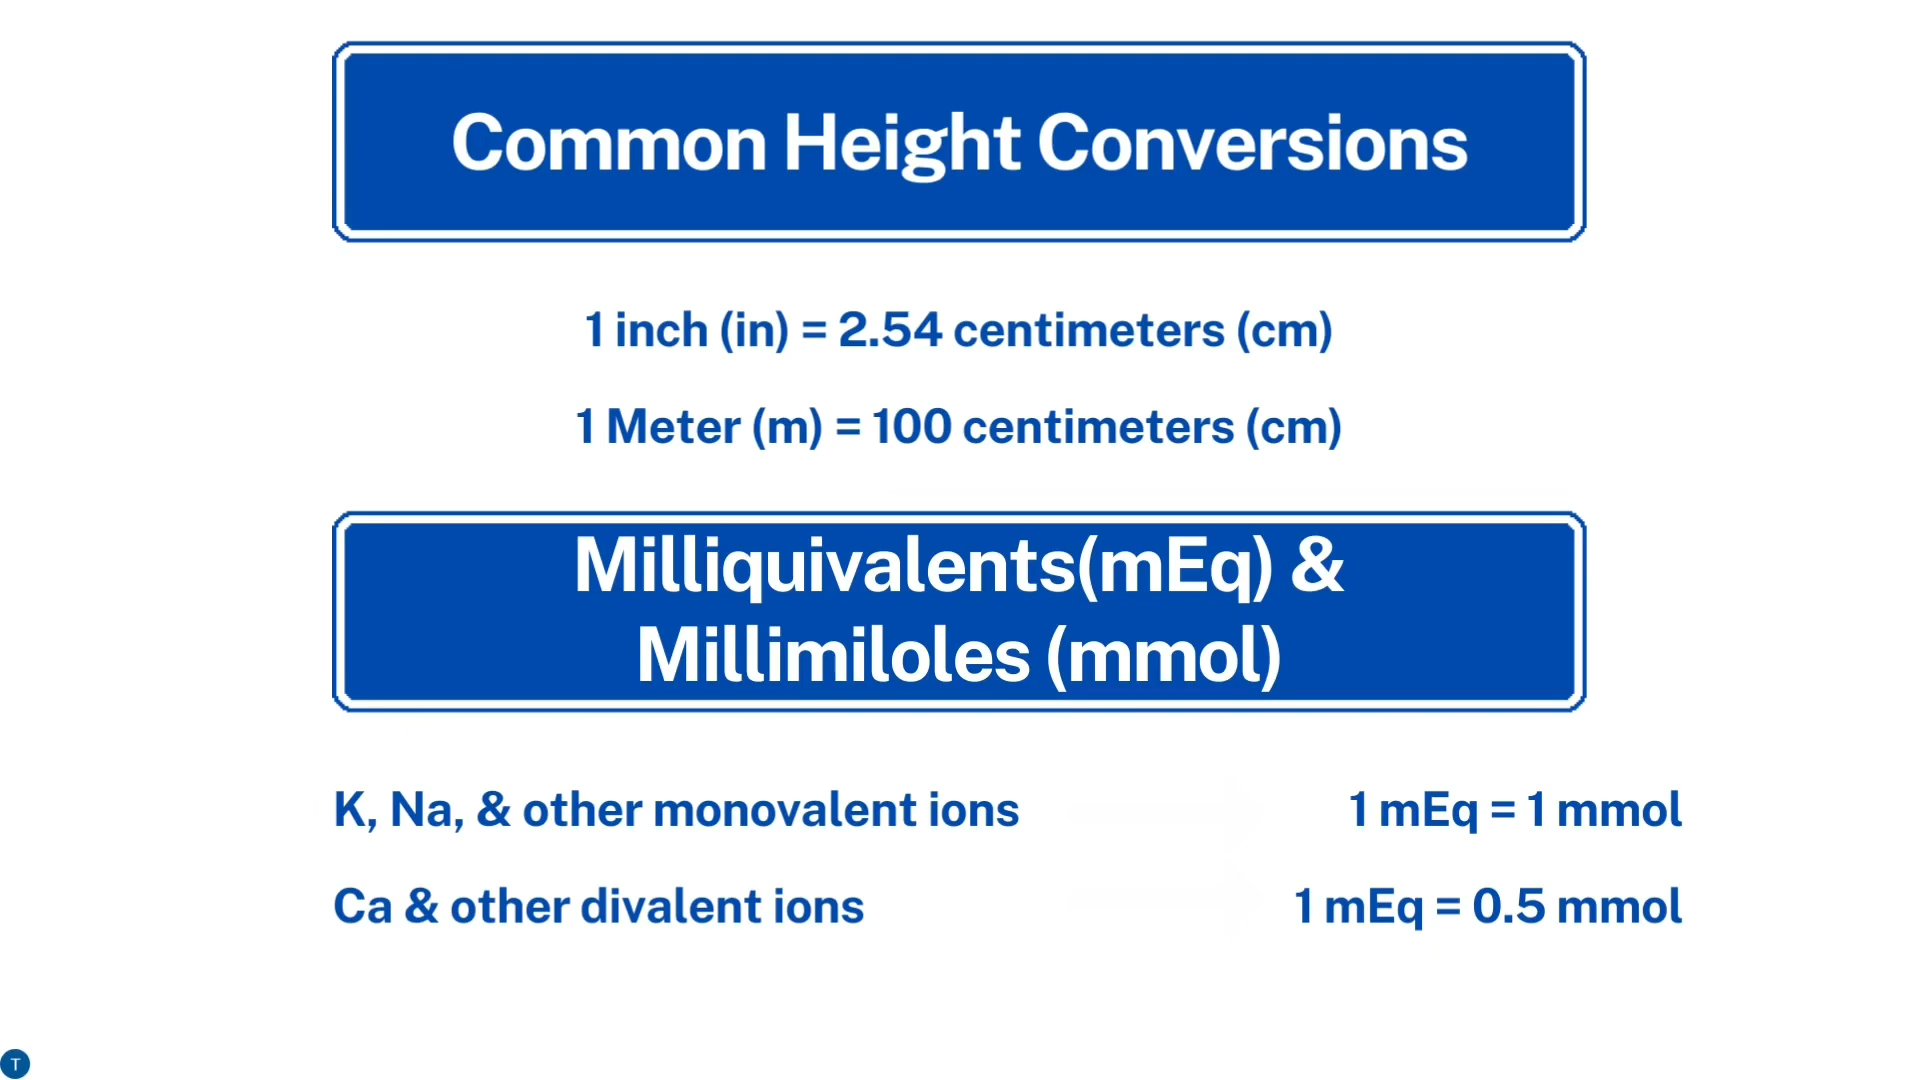 Common Height Conversions
1 inch (in) = 2.54 centimeters (cm)
1 Meter (m) = 100 centimeters (cm)
Milliquivalents(mEq) &
Millimiloles (mmol)
K, Na, & other monovalent ions 1 mEq = 1 mmol
Ca & other divalent ions 1 mEq = 0.5 mmol
T